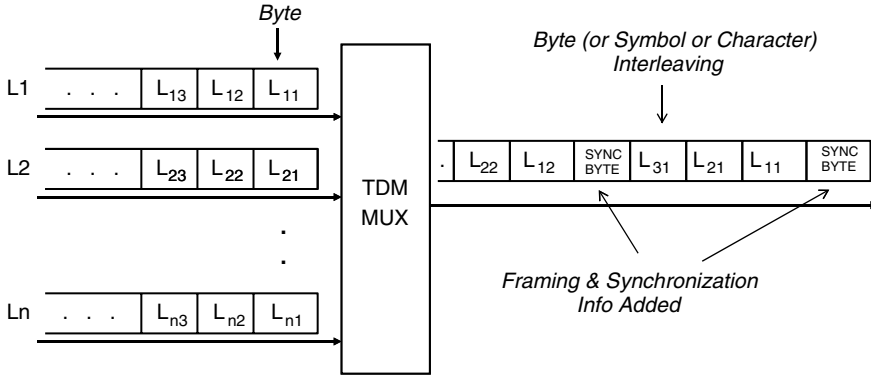 Byte
L1
. . .
L13
L12
L11
L2
. . .
L23
L22
L21
.
.
Ln
. . .
Ln3
Ln2
Ln1
TDM
MUX
Byte (or Symbol or Character)
Interleaving
.
L22
L12
SYNC
BYTE
L31
L21
L11
SYNC
BYTE
Framing & Synchronization
Info Added